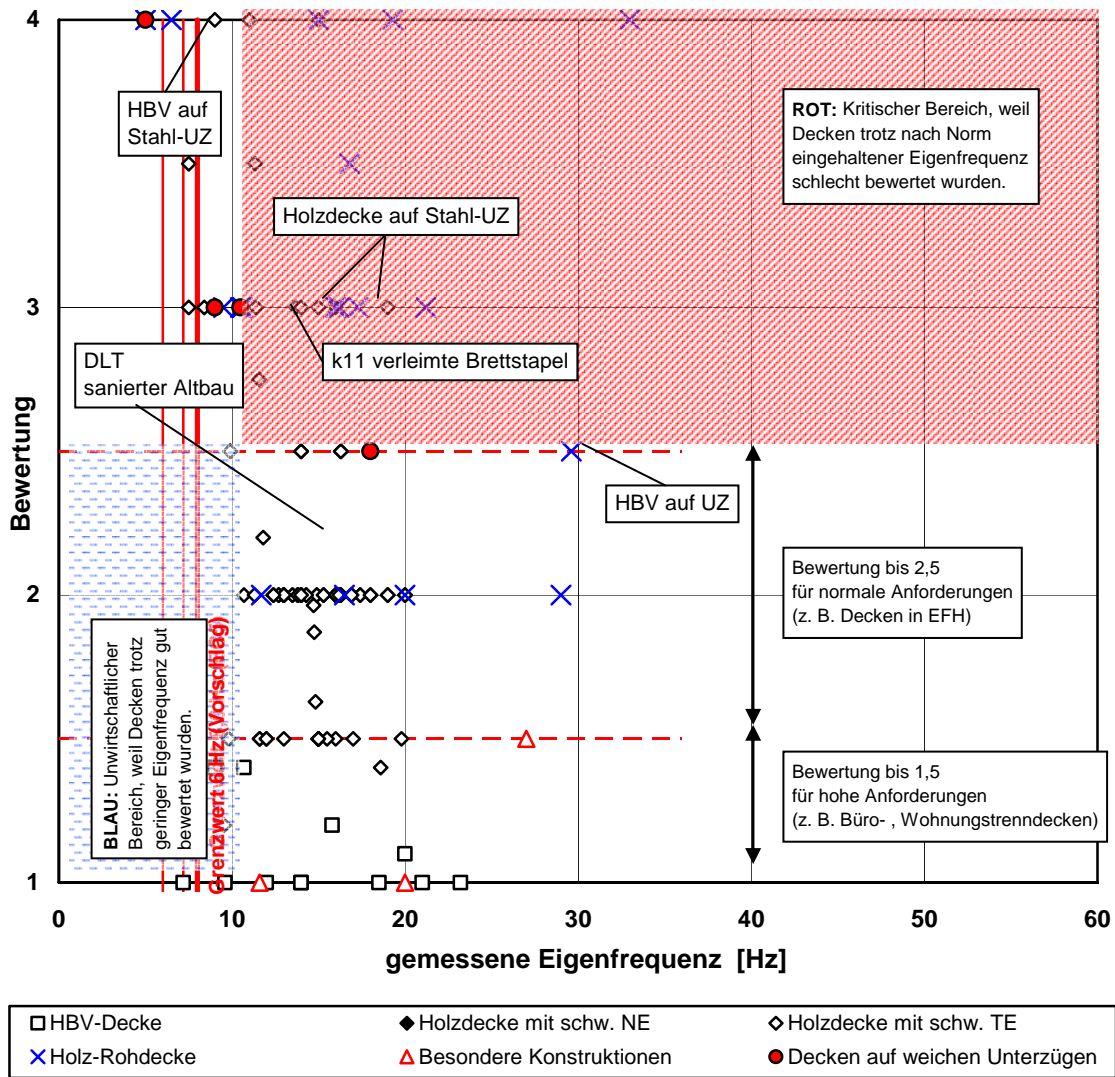 4
HBV auf
Stahl-UZ
ROT: Kritischer Bereich, weil
Decken trotz nach Norm
eingehaltener Eigenfrequenz
schlecht bewertet wurden.
Holzdecke auf Stahl-UZ
3
k11 verleimte Brettstapel
DLT
sanierter Altbau
Bewertung
HBV auf UZ
Bewertung bis 2,5
für normale Anforderungen
(z. B. Decken in EFH)
2
BLAU: Unwirtschaftlicher
Bereich, weil Decken trotz
geringer Eigenfrequenz gut
bewertet wurden.
Grenzwert 6 Hz (Vorschlag)
Bewertung bis 1,5
für hohe Anforderungen
(z. B. Büro- , Wohnungstrenndecken)
1
0 10 20 30 40 50 60
gemessene Eigenfrequenz [Hz]
HBV-Decke
Holzdecke mit schw. NE
Holzdecke mit schw. TE
Holz-Rohdecke
Besondere Konstruktionen
Decken auf weichen Unterzügen